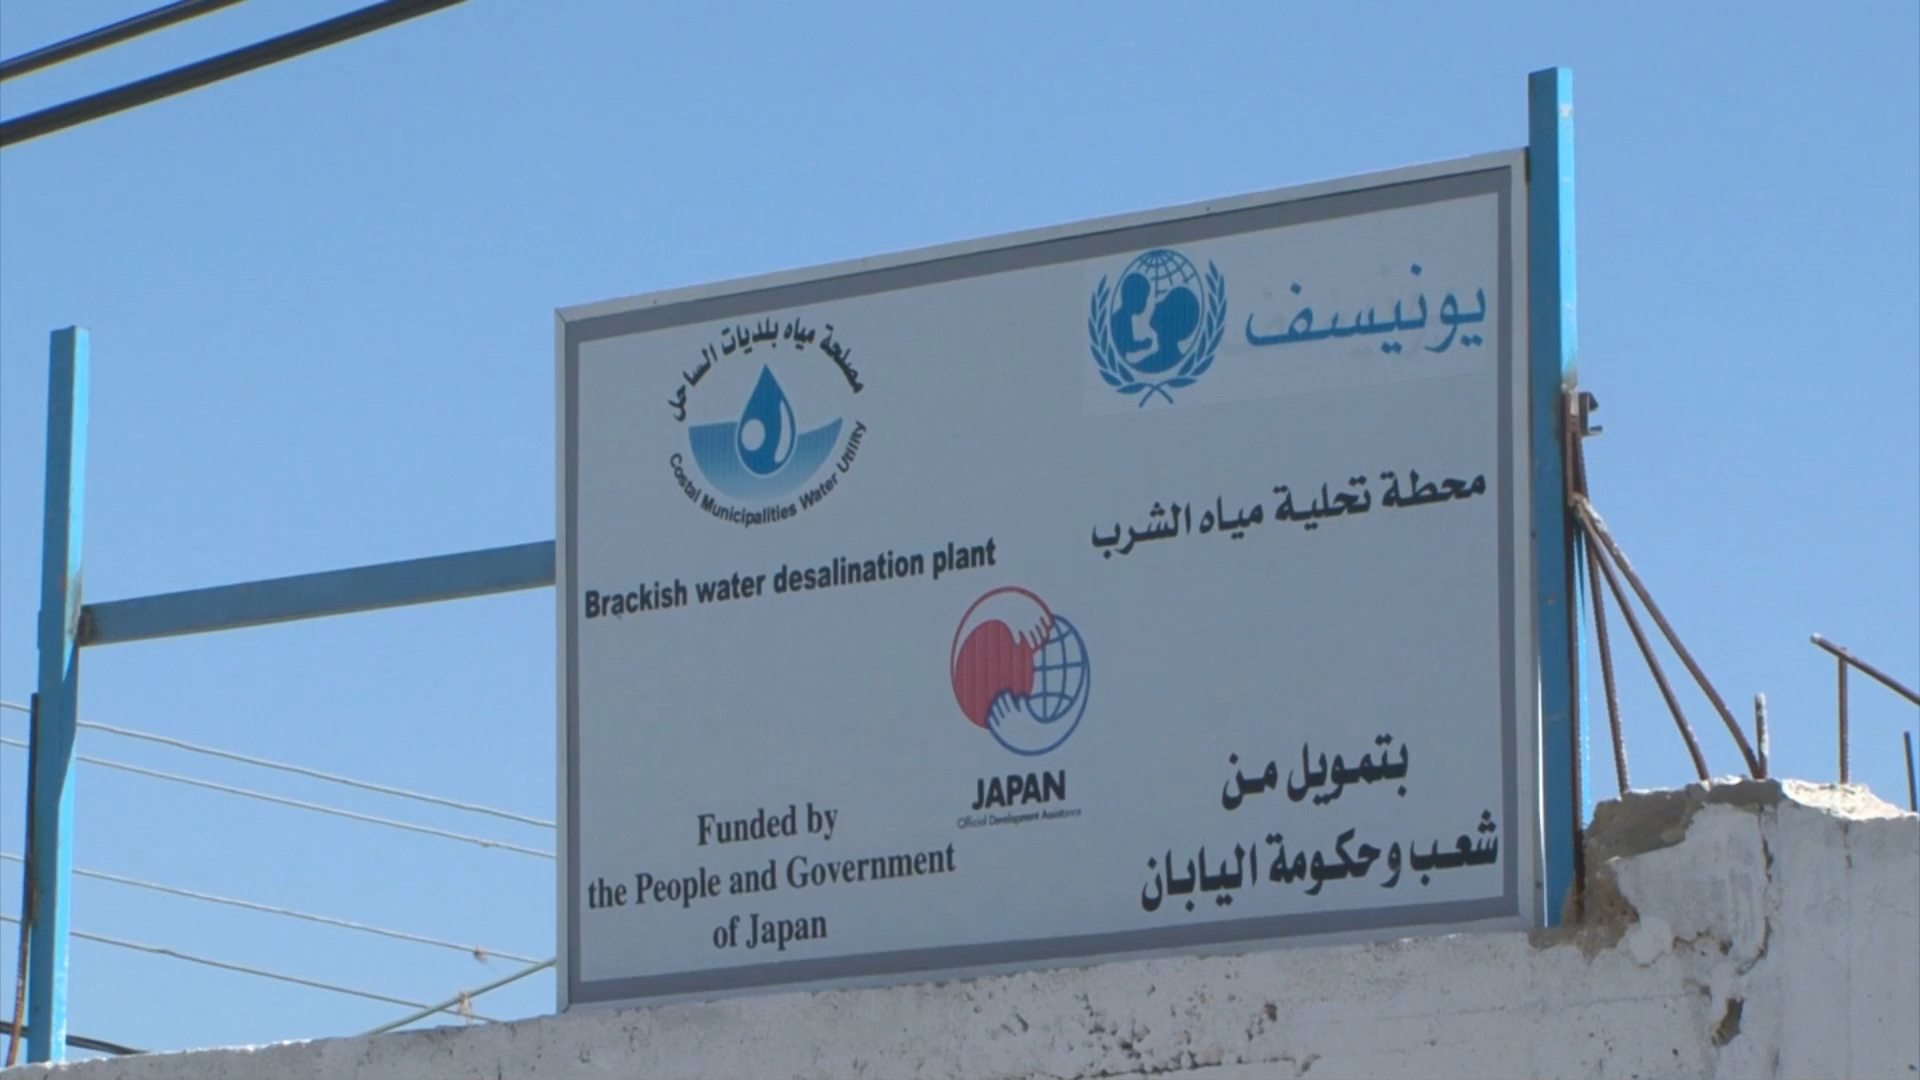 مصلحة مياه بلديات الساحل
Costal Municipalities Water Utility
يونيسف
محطة تحلية مياه الشرب
Brackish water desalination plant
JAPAN
Official Development Assistance
Funded by
the People and Government
of Japan
بتمويل من
شعب وحكومة اليابان